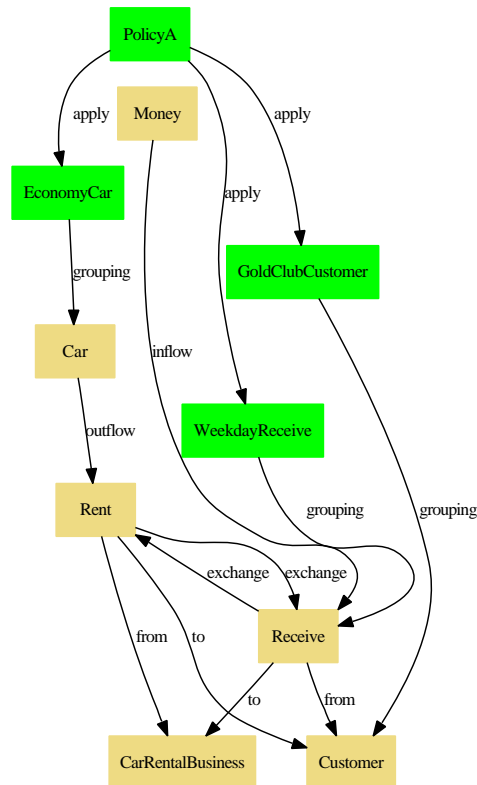 PolicyA
Money
apply
apply
EconomyCar
apply
GoldClubCustomer
grouping
Car
inflow
WeekdayReceive
outflow
Rent
grouping
grouping
exchange
exchange
Receive
from
to
to
from
CarRentalBusiness
Customer